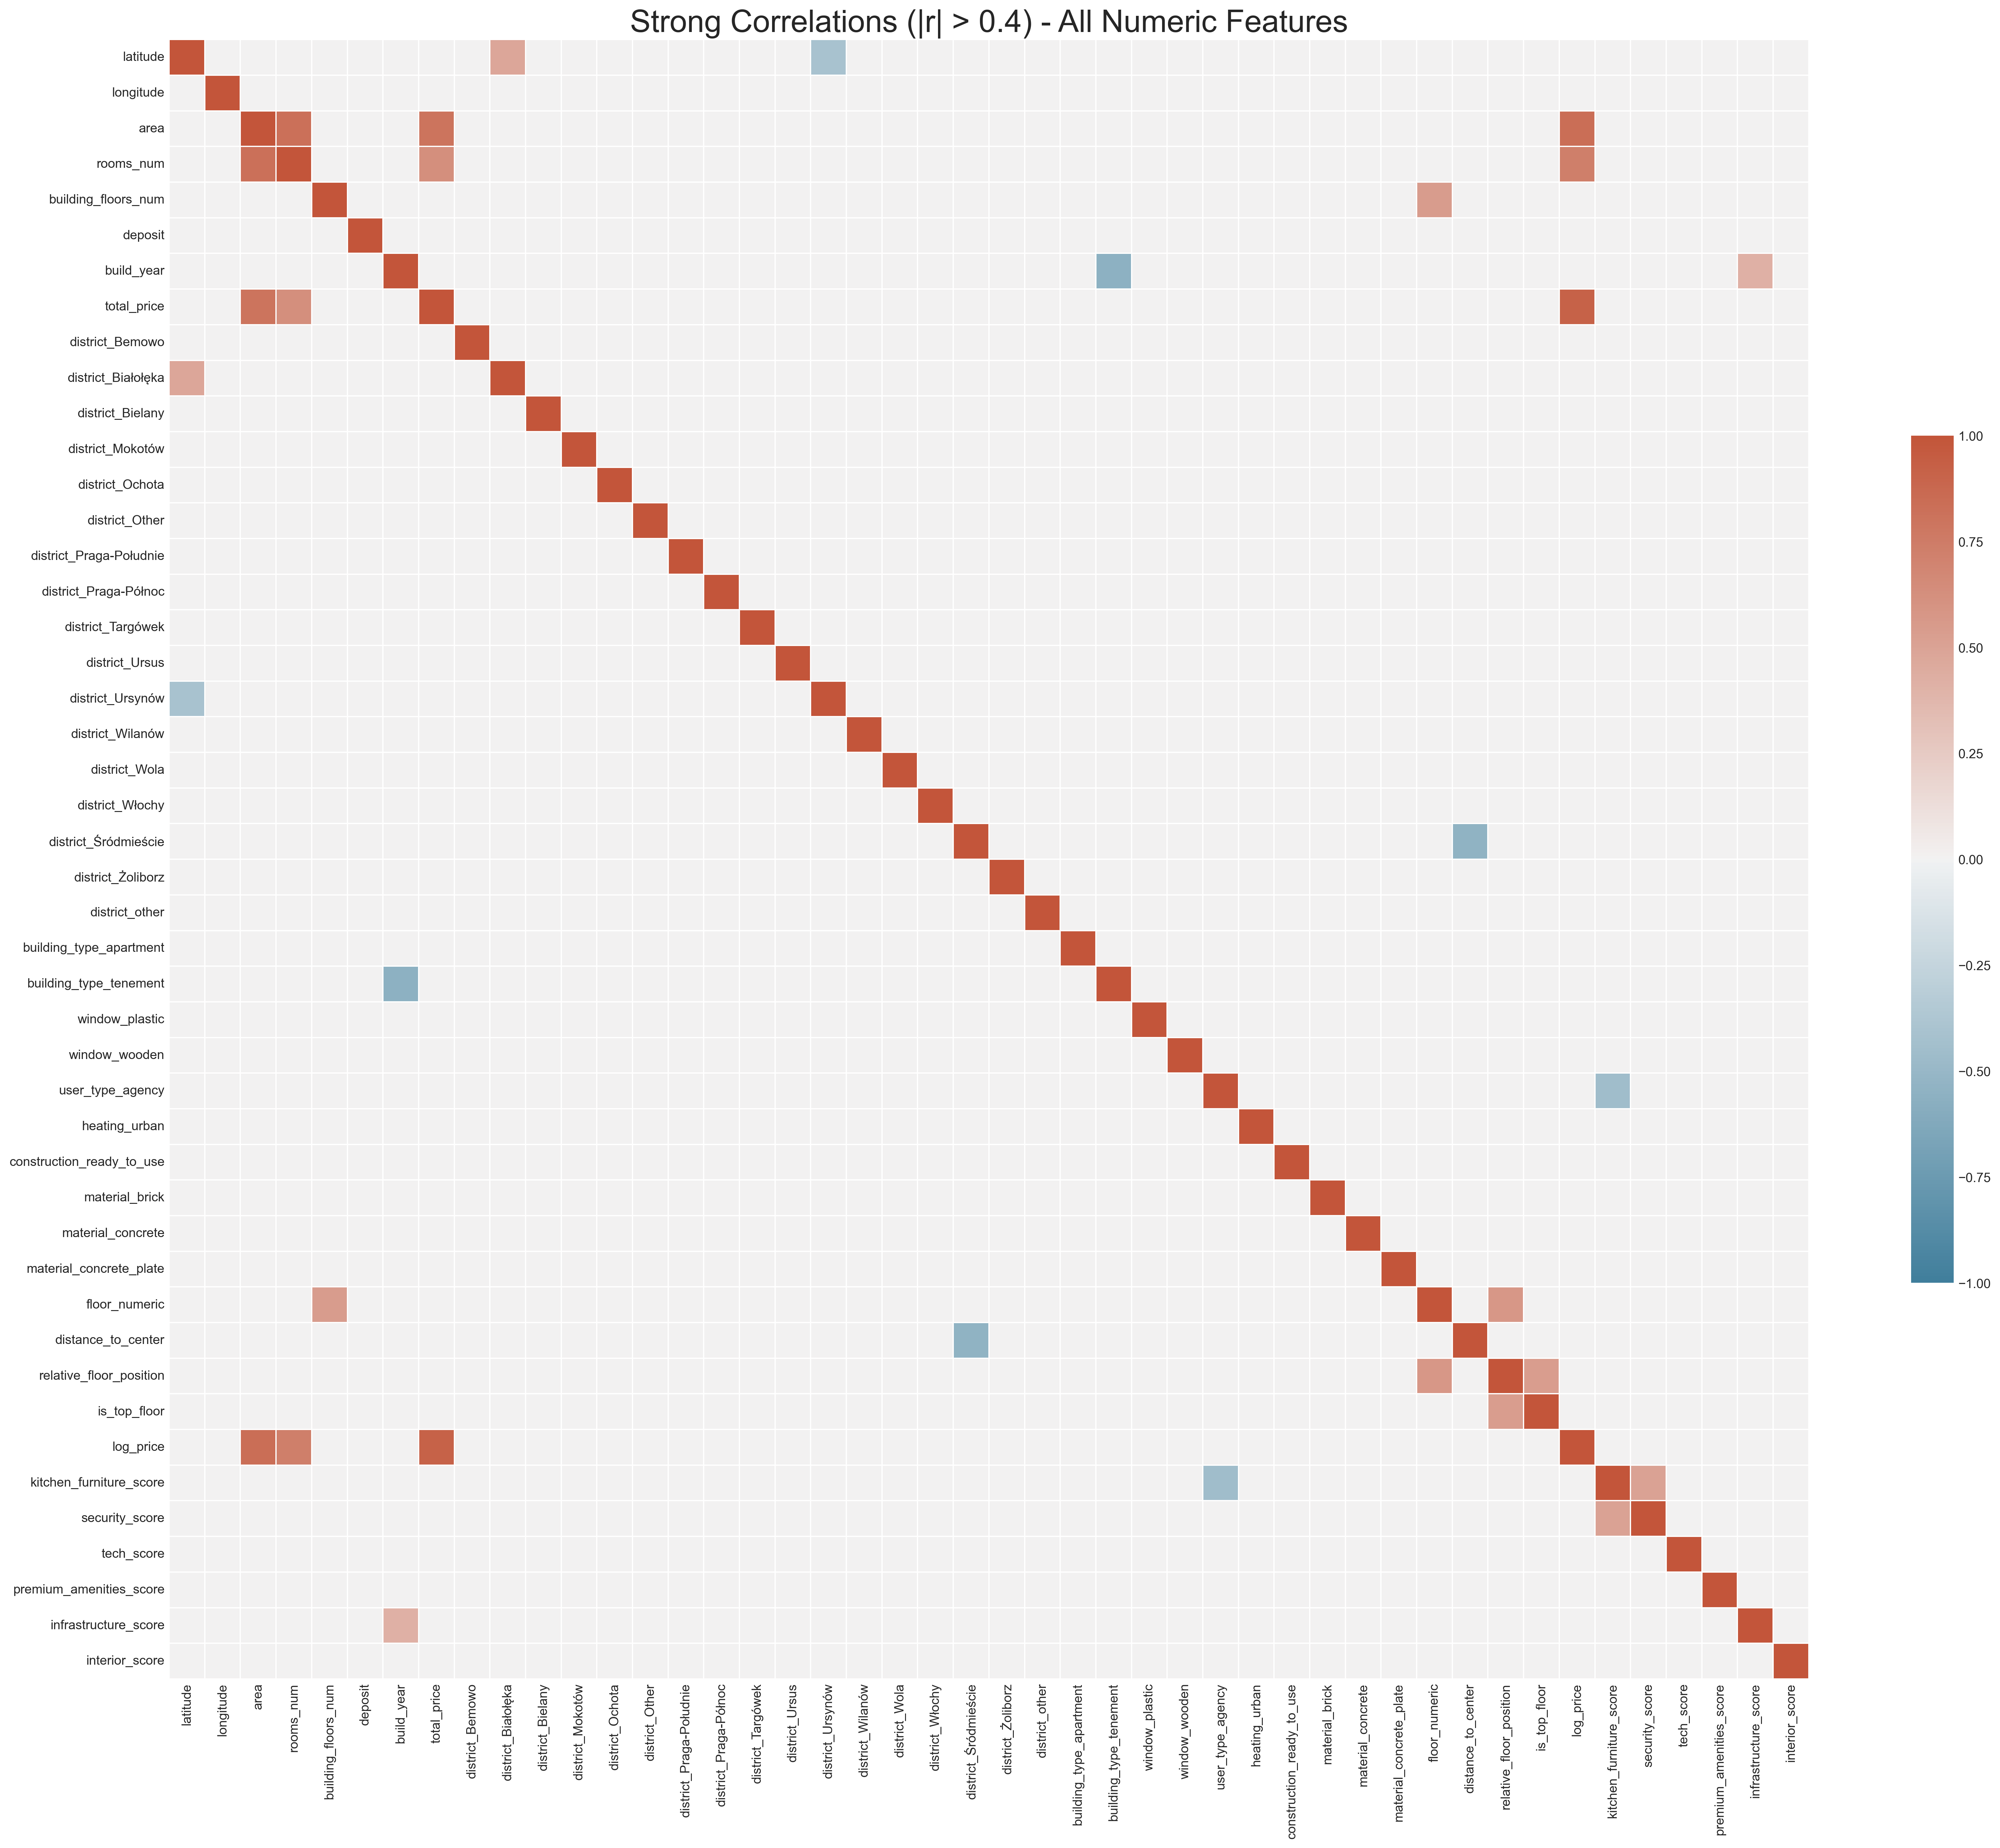 Strong Correlations (|r| > 0.4) - All Numeric Features
latitude
longitude
area
rooms_num
building_floors_num
deposit
build_year
total_price
district_Bemowo
district_Białołęka
district_Bielany
district_Mokotów
district_Ochota
district_Other
district_Praga-Południe
district_Praga-Północ
district_Targówek
district_Ursus
district_Ursynów
district_Wilanów
district_Wola
district_Włochy
district_Śródmieście
district_Żoliborz
district_other
building_type_apartment
building_type_tenement
window_plastic
window_wooden
user_type_agency
heating_urban
construction_ready_to_use
material_brick
material_concrete
material_concrete_plate
floor_numeric
distance_to_center
relative_floor_position
is_top_floor
log_price
kitchen_furniture_score
security_score
tech_score
premium_amenities_score
infrastructure_score
interior_score
latitude
longitude
area
rooms_num
building_floors_num
deposit
build_year
total_price
district_Bemowo
district_Białołęka
district_Bielany
district_Mokotów
district_Ochota
district_Other
district_Praga-Południe
district_Praga-Północ
district_Targówek
district_Ursus
district_Ursynów
district_Wilanów
district_Wola
district_Włochy
district_Śródmieście
district_Żoliborz
district_other
building_type_apartment
building_type_tenement
window_plastic
window_wooden
user_type_agency
heating_urban
construction_ready_to_use
material_brick
material_concrete
material_concrete_plate
floor_numeric
distance_to_center
relative_floor_position
is_top_floor
log_price
kitchen_furniture_score
security_score
tech_score
premium_amenities_score
infrastructure_score
interior_score
1.00
0.75
0.50
0.25
0.00
−0.25
−0.50
−0.75
−1.00